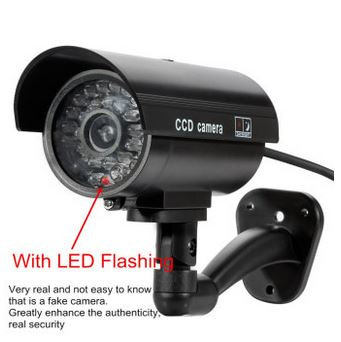 CCD camera
With LED Flashing
Very real and not easy to know
that is a fake camera.
Greatly enhance the authenticity,
real security